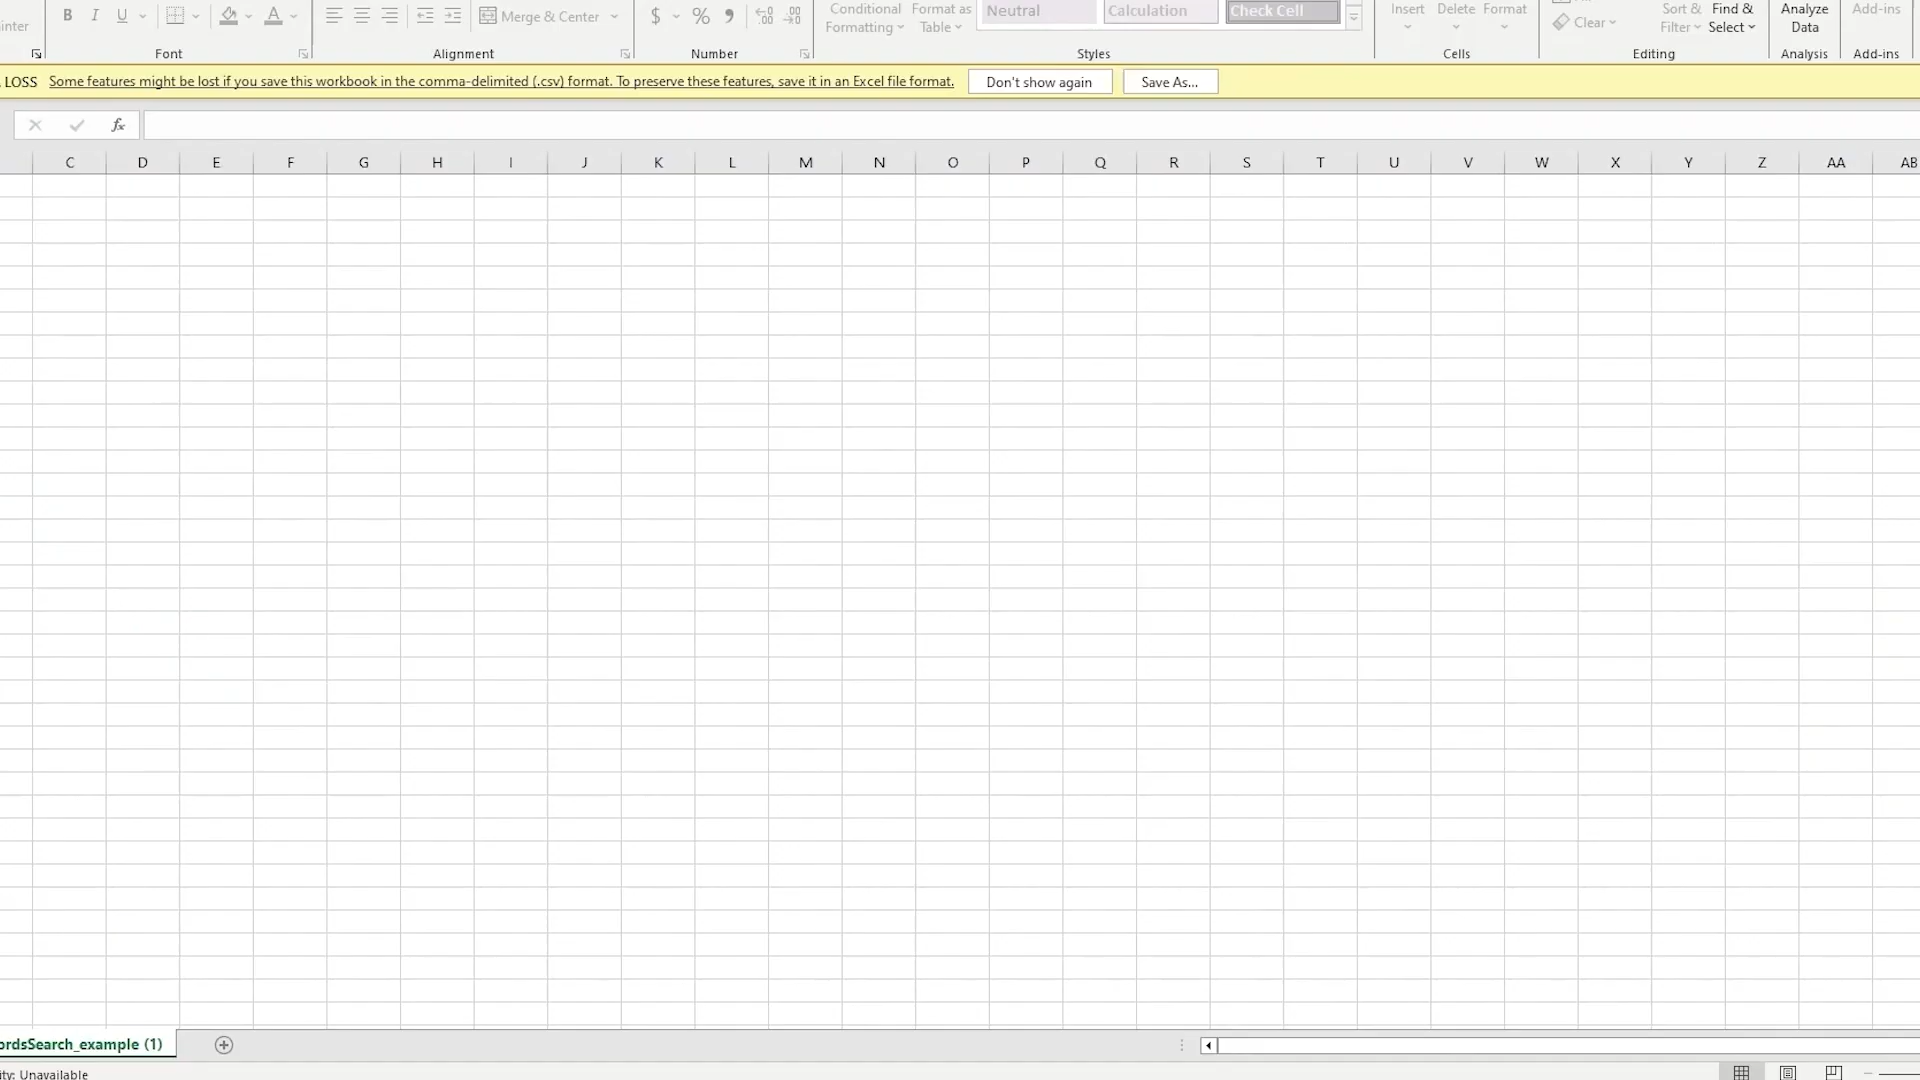 Conditional Format as Neutral Calculation Check Cell Insert Delete Format Sort & Find & Analyze Add-ins
inter B I U A Merge & Center $ % Formatting Table Clear Filter Select Data
Font Alignment Number Styles Cells Editing Analysis Add-ins
LOSS Some features might be lost if you save this workbook in the comma-delimited (.csv) format. To preserve these features, save it in an Excel file format. Don't show again Save As...
fx
C D E F G H I J K L M N O P Q R S T U V W X Y Z AA AB
ordsSearch_example (1)
ity: Unavailable